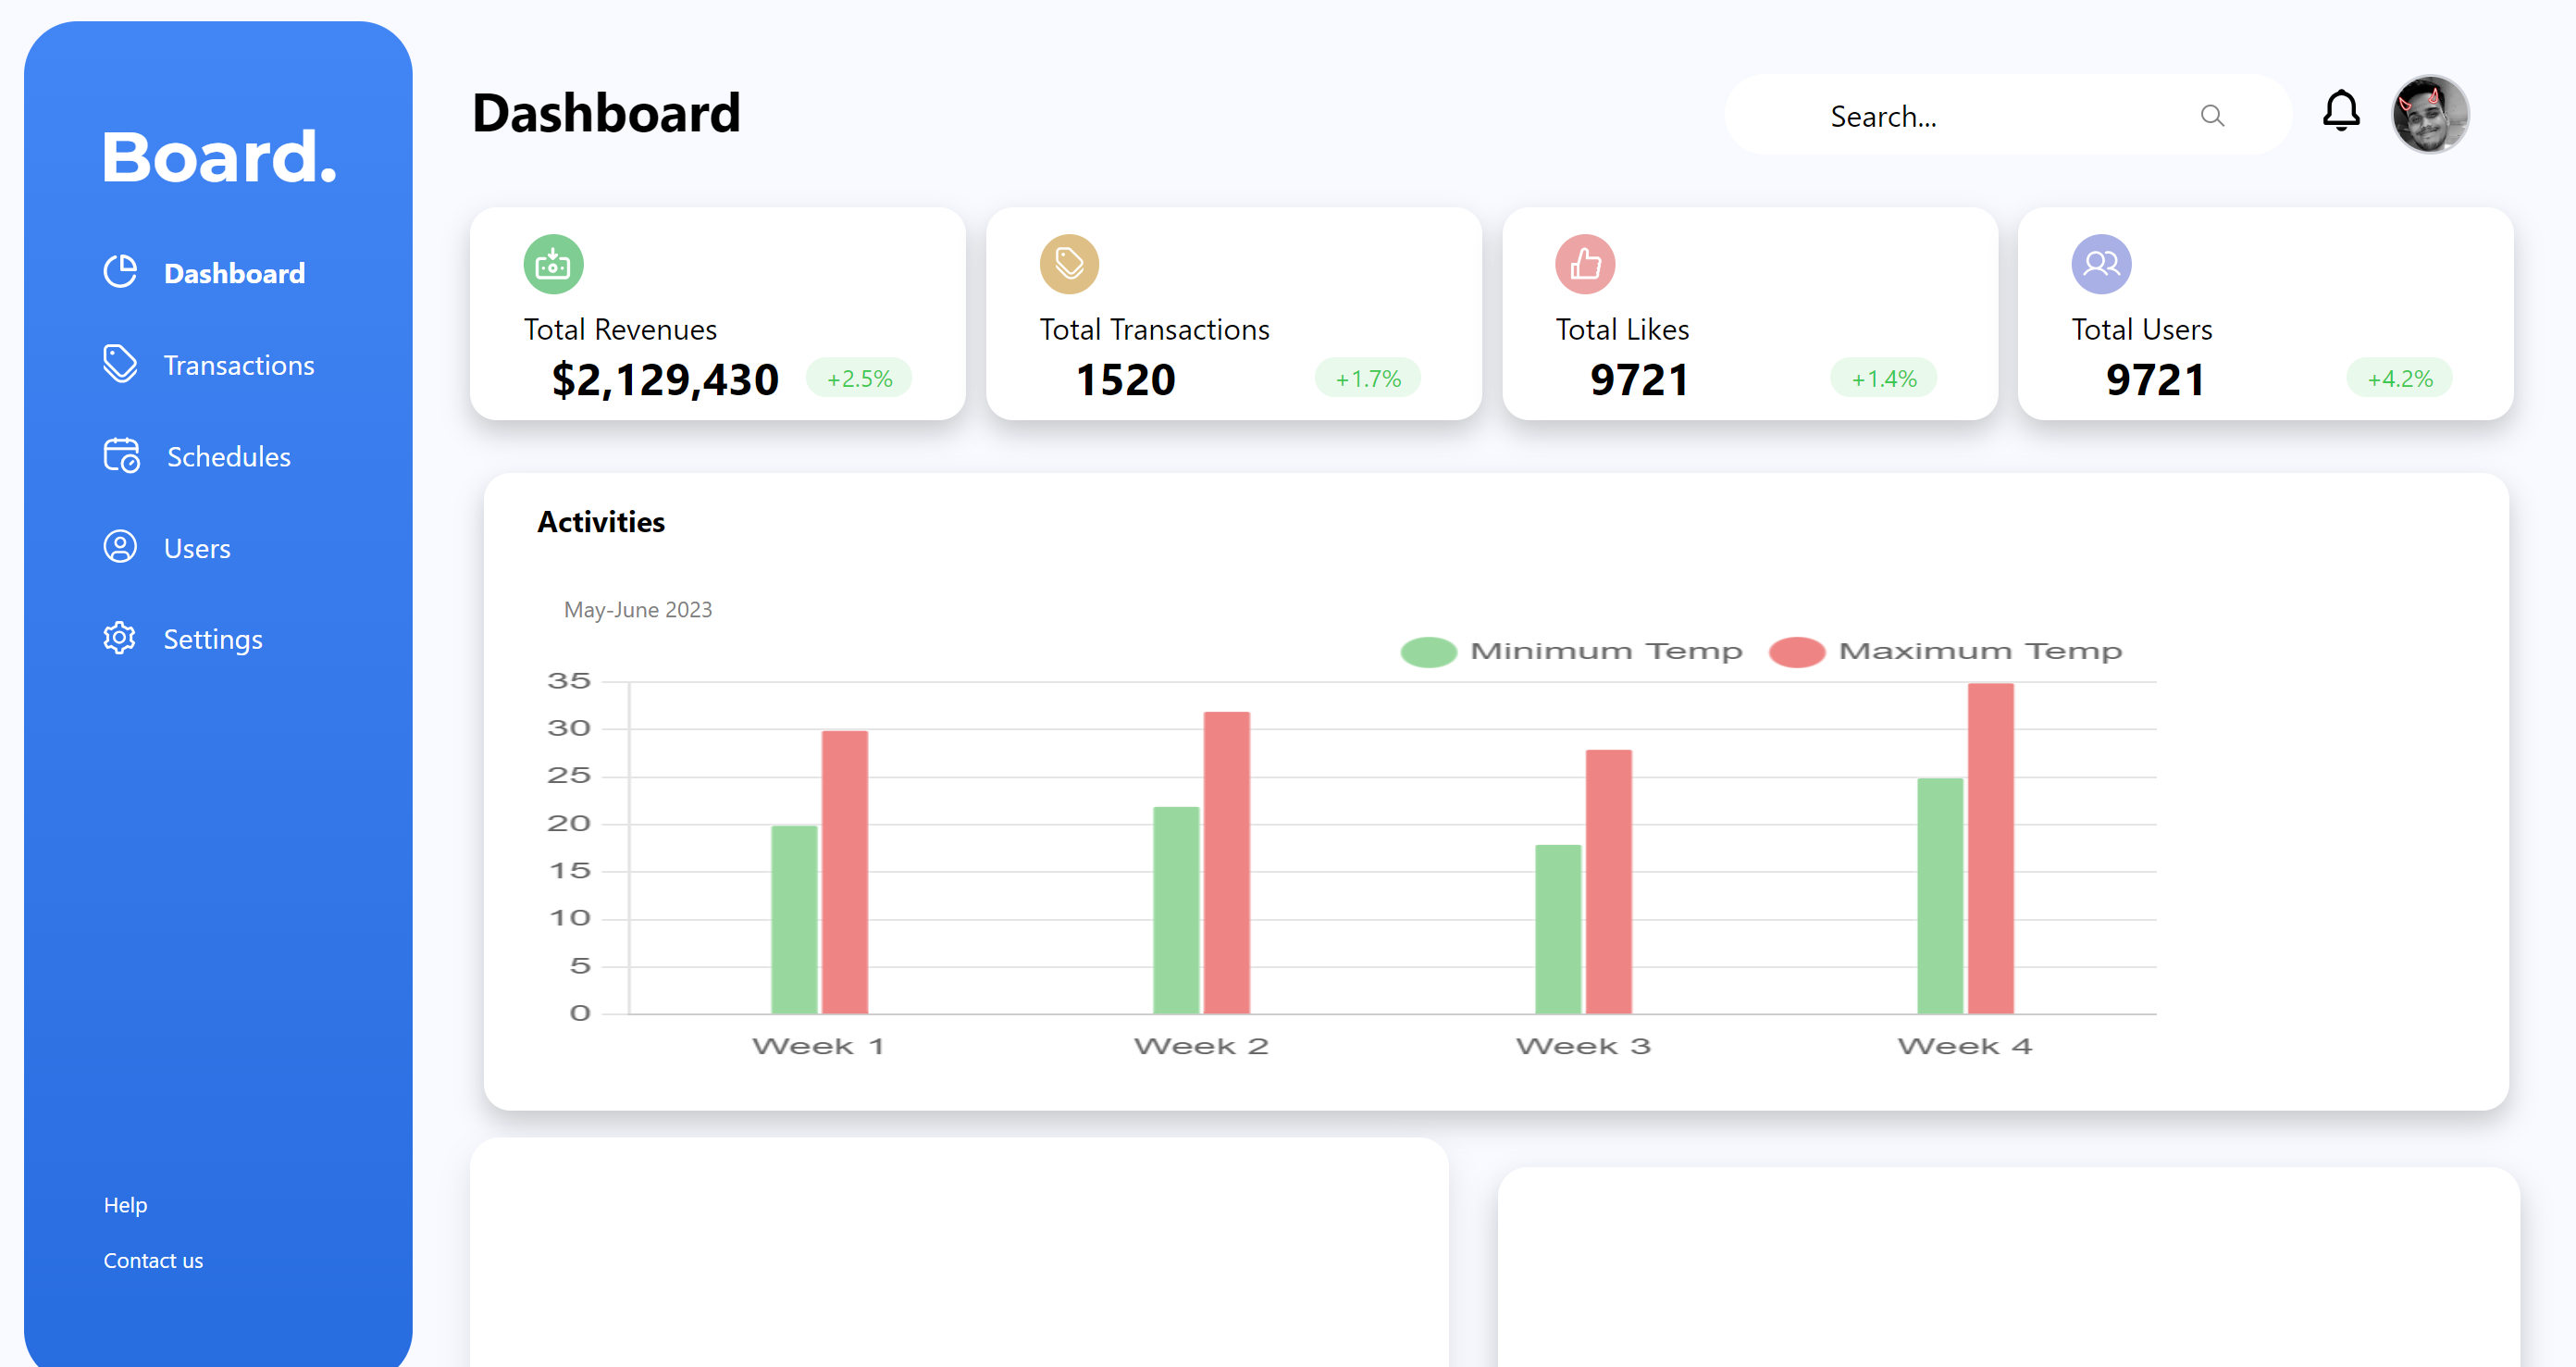 Board.
Dashboard
Transactions
Schedules
Users
Settings
Help
Contact us
Dashboard
Search...
Total Revenues
$2,129,430 +2.5%
Total Transactions
1520 +1.7%
Total Likes
9721 +1.4%
Total Users
9721 +4.2%
Activities
May-June 2023
Minimum Temp Maximum Temp
35
30
25
20
15
10
5
0
Week 1 Week 2 Week 3 Week 4